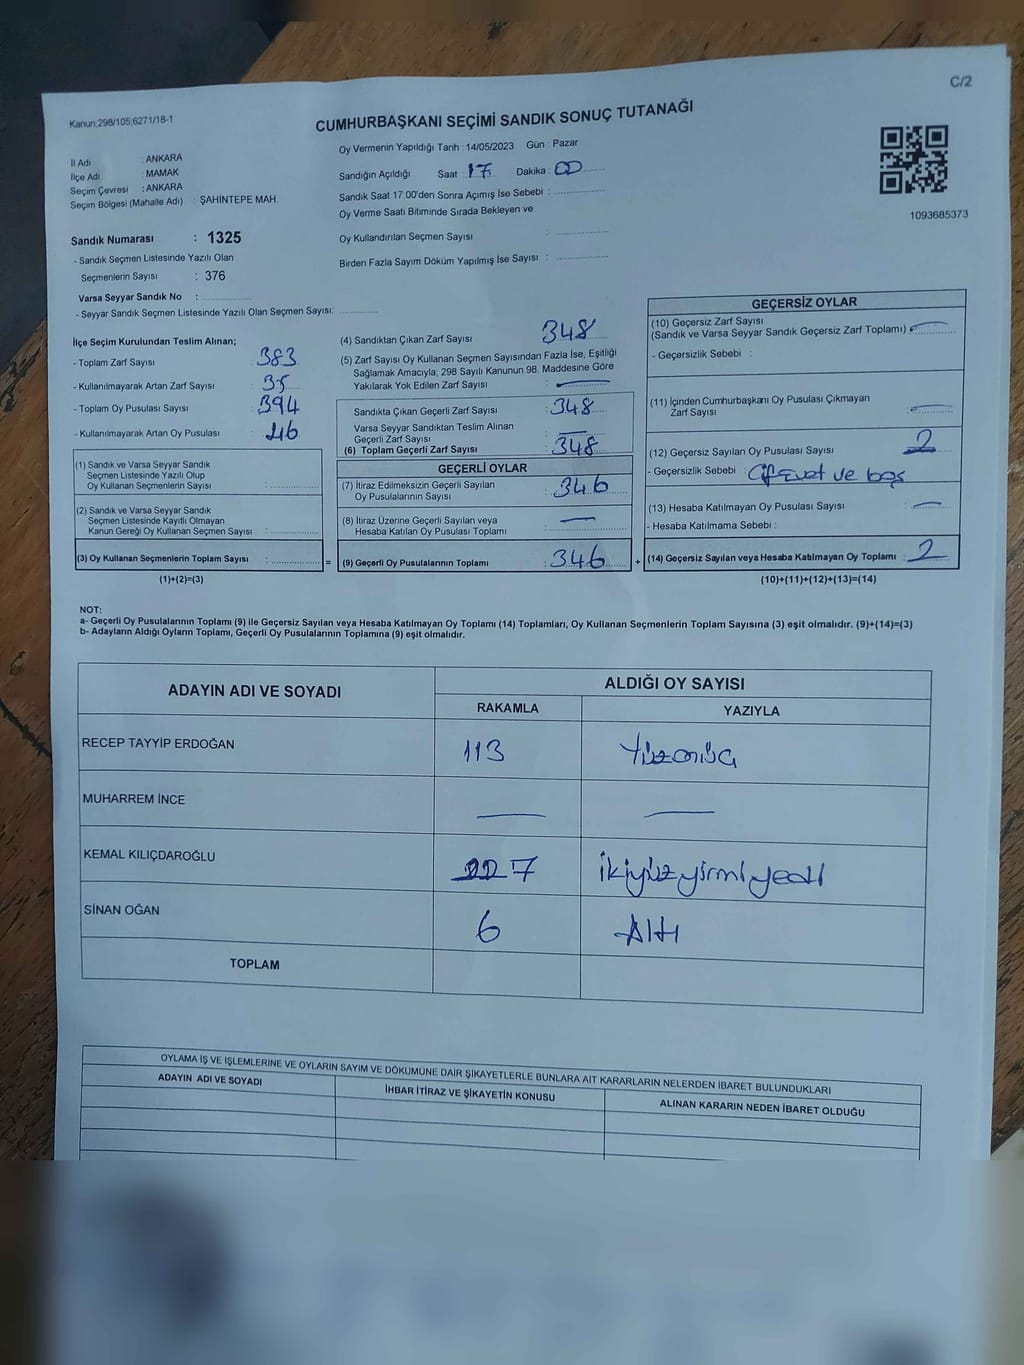 C/2
Kanun;298/105,6271/18-1
CUMHURBAŞKANI SEÇİMİ SANDIK SONUÇ TUTANAĞI
İl Adı : ANKARA
İlçe Adı : MAMAK
Seçim Çevresi : ANKARA
Seçim Bölgesi (Mahalle Adı) : ŞAHİNTEPE MAH.
Oy Vermenin Yapıldığı Tarih : 14/05/2023 Gün : Pazar
Sandığın Açıldığı Saat : 17 Dakika : 00
Sandık Saat 17:00'den Sonra Açımış İse Sebebi :
Oy Verme Saati Bitiminde Sırada Bekleyen ve
Oy Kullandırılan Seçmen Sayısı :
Birden Fazla Sayım Döküm Yapılmış İse Sayısı :
1093685373
Sandık Numarası : 1325
- Sandık Seçmen Listesinde Yazılı Olan
Seçmenlerin Sayısı : 376
Varsa Seyyar Sandık No :
- Seyyar Sandık Seçmen Listesinde Yazılı Olan Seçmen Sayısı:
İlçe Seçim Kurulundan Teslim Alınan;
- Toplam Zarf Sayısı : 383
- Kullanılmayarak Artan Zarf Sayısı : 35
- Toplam Oy Pusulası Sayısı : 394
- Kullanılmayarak Artan Oy Pusulası : 46
(1) Sandık ve Varsa Seyyar Sandık
Seçmen Listesinde Yazılı Olup
Oy Kullanan Seçmenlerin Sayısı :
(2) Sandık ve Varsa Seyyar Sandık
Seçmen Listesinde Kayıtlı Olmayan
Kanun Gereği Oy Kullanan Seçmen Sayısı :
(3) Oy Kullanan Seçmenlerin Toplam Sayısı : =
(1)+(2)=(3)
(4) Sandıktan Çıkan Zarf Sayısı : 348
(5) Zarf Sayısı Oy Kullanan Seçmen Sayısından Fazla İse, Eşitliği
Sağlamak Amacıyla; 298 Sayılı Kanunun 98. Maddesine Göre
Yakılarak Yok Edilen Zarf Sayısı : —
Sandıkta Çıkan Geçerli Zarf Sayısı : 348
Varsa Seyyar Sandıktan Teslim Alınan
Geçerli Zarf Sayısı : —
(6) Toplam Geçerli Zarf Sayısı : 348
GEÇERLİ OYLAR
(7) İtiraz Edilmeksizin Geçerli Sayılan
Oy Pusulalarının Sayısı : 346
(8) İtiraz Üzerine Geçerli Sayılan veya
Hesaba Katılan Oy Pusulası Toplamı : —
(9) Geçerli Oy Pusulalarının Toplamı : 346 +
GEÇERSİZ OYLAR
(10) Geçersiz Zarf Sayısı
(Sandık ve Varsa Seyyar Sandık Geçersiz Zarf Toplamı) : —
- Geçersizlik Sebebi :
(11) İçinden Cumhurbaşkanı Oy Pusulası Çıkmayan
Zarf Sayısı : —
(12) Geçersiz Sayılan Oy Pusulası Sayısı : 2
- Geçersizlik Sebebi : Çift evet ve boş
(13) Hesaba Katılmayan Oy Pusulası Sayısı : —
- Hesaba Katılmama Sebebi :
(14) Geçersiz Sayılan veya Hesaba Katılmayan Oy Toplamı : 2
(10)+(11)+(12)+(13)=(14)
NOT:
a- Geçerli Oy Pusulalarının Toplamı (9) ile Geçersiz Sayılan veya Hesaba Katılmayan Oy Toplamı (14) Toplamları, Oy Kullanan Seçmenlerin Toplam Sayısına (3) eşit olmalıdır. (9)+(14)=(3)
b- Adayların Aldığı Oyların Toplamı, Geçerli Oy Pusulalarının Toplamına (9) eşit olmalıdır.
ADAYIN ADI VE SOYADI
ALDIĞI OY SAYISI
RAKAMLA YAZIYLA
RECEP TAYYİP ERDOĞAN 113 Yüzonüç
MUHARREM İNCE — —
KEMAL KILIÇDAROĞLU 227 ikiyüzyirmiyedi
SİNAN OĞAN 6 Altı
TOPLAM
OYLAMA İŞ VE İŞLEMLERİNE VE OYLARIN SAYIM VE DÖKÜMÜNE DAİR ŞİKAYETLERLE BUNLARA AİT KARARLARIN NELERDEN İBARET BULUNDUKLARI
ADAYIN ADI VE SOYADI İHBAR İTİRAZ VE ŞİKAYETİN KONUSU ALINAN KARARIN NEDEN İBARET OLDUĞU